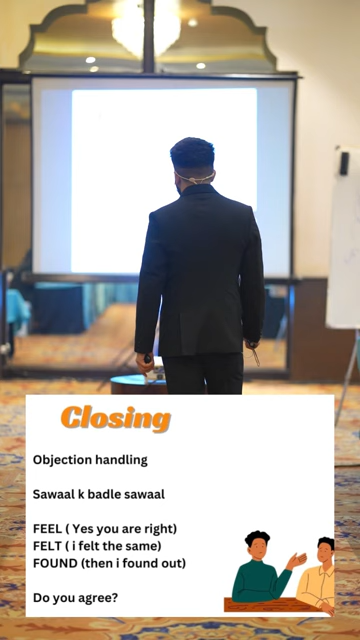 Closing
Objection handling
Sawaal k badle sawaal
FEEL ( Yes you are right)
FELT ( i felt the same)
FOUND (then i found out)
Do you agree?